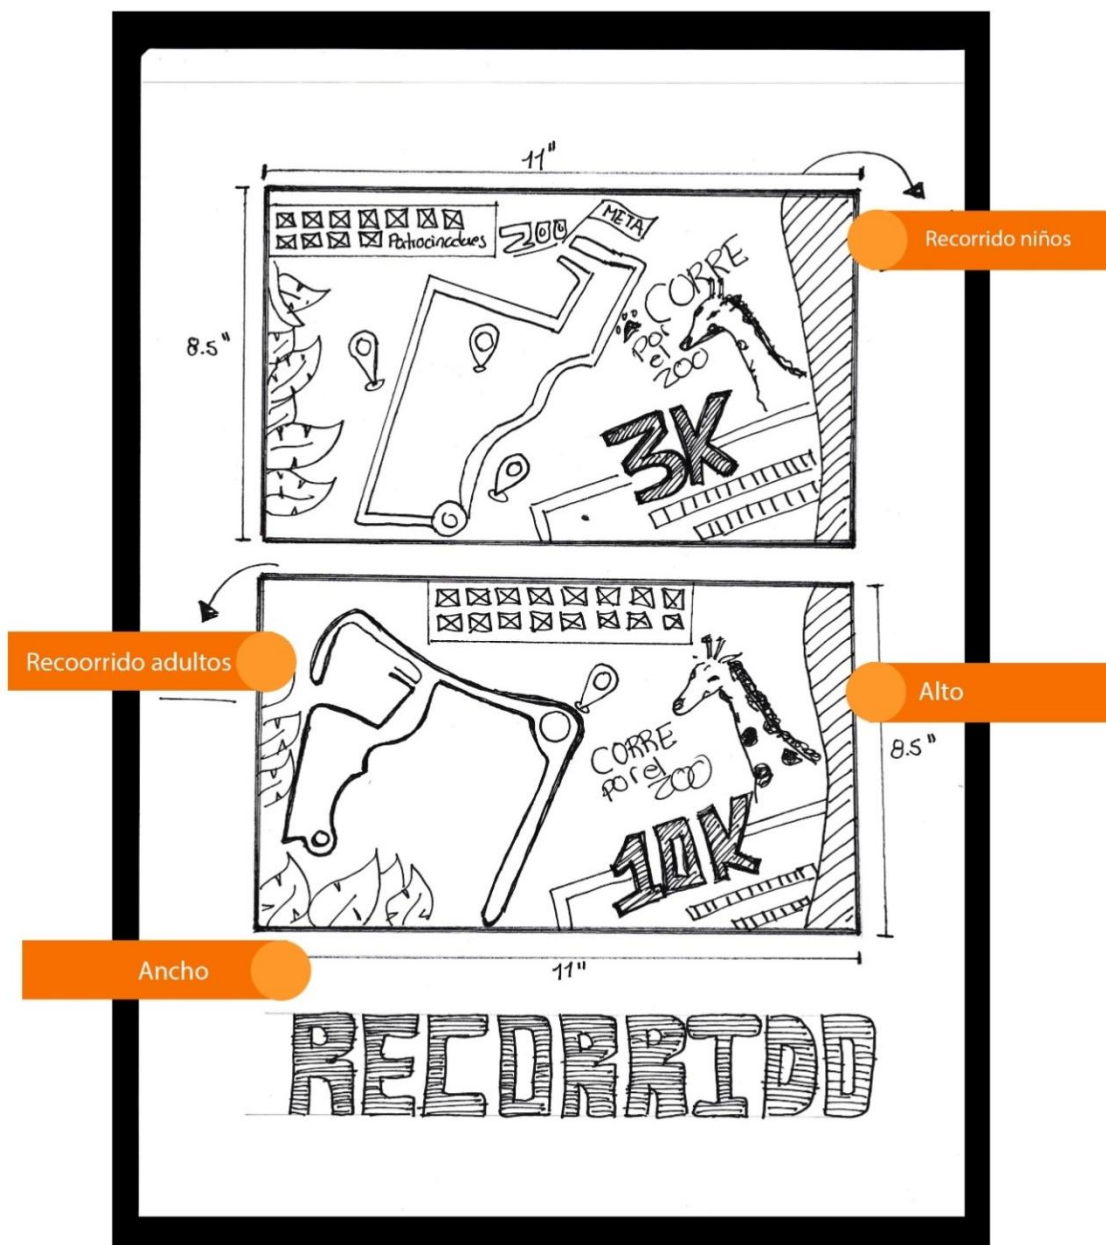 11"
META
ZOO
Patrocinadores
Recorrido niños
CORRE
por
el
ZOO
8.5"
3K
Recoorrido adultos
Alto
CORRE
por el
ZOO
8.5"
10K
Ancho
11"
RECORRIDO